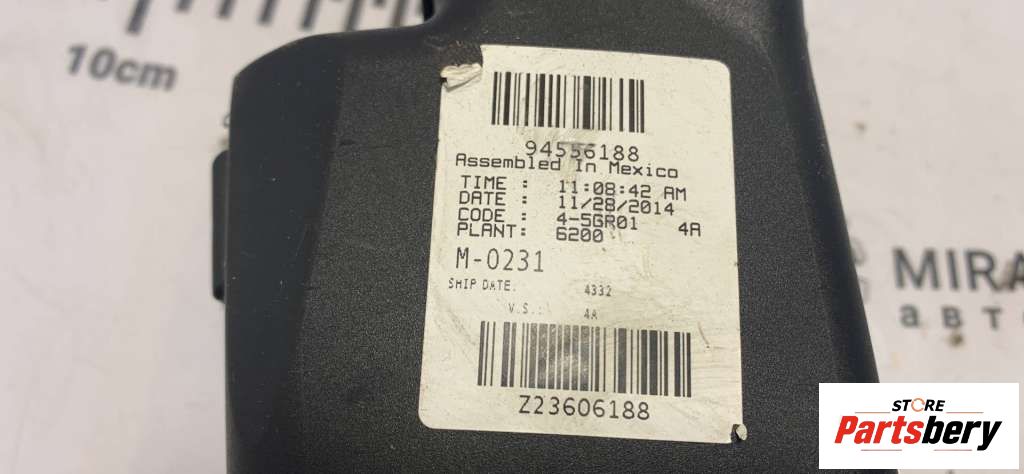 10cm
94556188
Assembled In Mexico
TIME : 11:08:42 AM
DATE : 11/28/2014
CODE : 4-5GR01 4A
PLANT: 6200
M-0231
SHIP DATE: 4332
V.S.: 4A
Z23606188
MIRA
АВТО
STORE
Partsbery